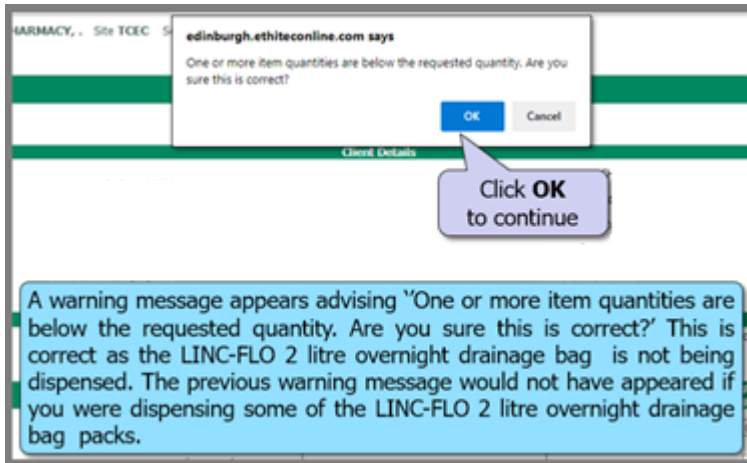 HARMACY, . Site TCEC S
edinburgh.ethiteconline.com says
One or more item quantities are below the requested quantity. Are you
sure this is correct?
OK Cancel
Client Details
Click OK
to continue
A warning message appears advising “One or more item quantities are
below the requested quantity. Are you sure this is correct?’ This is
correct as the LINC-FLO 2 litre overnight drainage bag is not being
dispensed. The previous warning message would not have appeared if
you were dispensing some of the LINC-FLO 2 litre overnight drainage
bag packs.